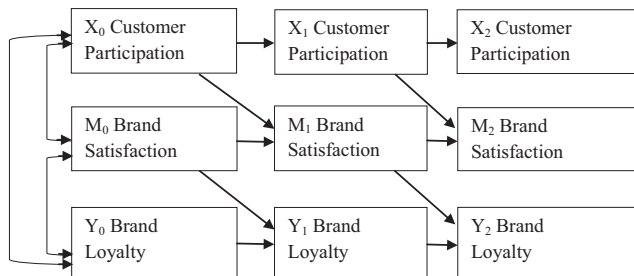 X₀ Customer
Participation
X₁ Customer
Participation
X₂ Customer
Participation
M₀ Brand
Satisfaction
M₁ Brand
Satisfaction
M₂ Brand
Satisfaction
Y₀ Brand
Loyalty
Y₁ Brand
Loyalty
Y₂ Brand
Loyalty